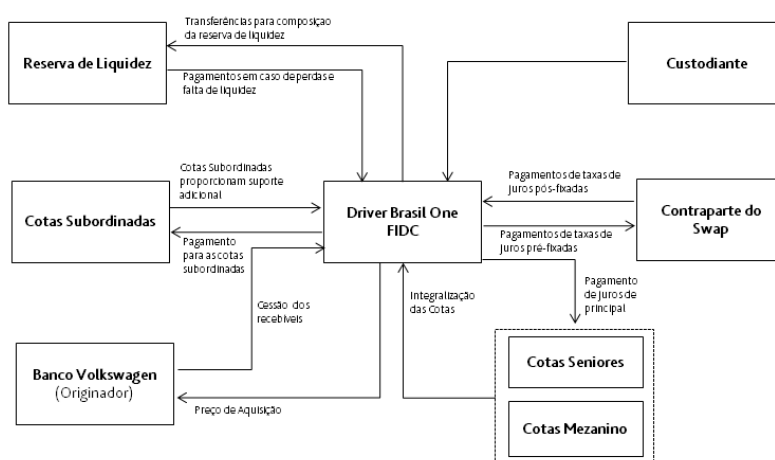 Transferências para composiçao
da reserva de liquidez
Reserva de Liquidez
Pagamentos em caso de perdas e
falta de liquidez
Custodiante
Cotas Subordinadas
proporcionam suporte
adicional
Cotas Subordinadas
Pagamento
para as cotas
subordinadas
Driver Brasil One
FIDC
Pagamentos de taxas de
juros pós-fixadas
Pagamentos de taxas de
juros pré-fixadas
Contraparte do
Swap
Cessão dos
recebíveis
Integralização
das Cotas
Pagamento
de juros de
principal
Banco Volkswagen
(Originador)
Preço de Aquisição
Cotas Seniores
Cotas Mezanino